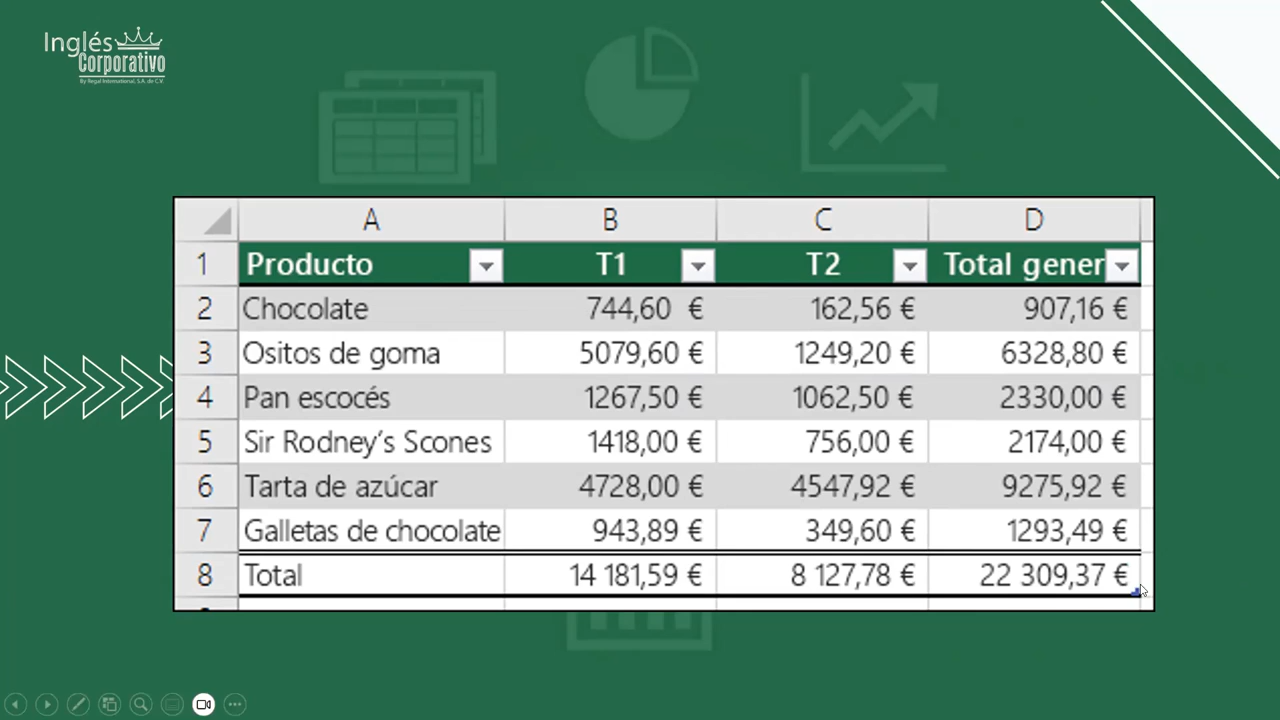 Inglés
Corporativo
By Regal International, S.A. de C.V.
A B C D
1 Producto T1 T2 Total gener
2 Chocolate 744,60 € 162,56 € 907,16 €
3 Ositos de goma 5079,60 € 1249,20 € 6328,80 €
4 Pan escocés 1267,50 € 1062,50 € 2330,00 €
5 Sir Rodney’s Scones 1418,00 € 756,00 € 2174,00 €
6 Tarta de azúcar 4728,00 € 4547,92 € 9275,92 €
7 Galletas de chocolate 943,89 € 349,60 € 1293,49 €
8 Total 14 181,59 € 8 127,78 € 22 309,37 €